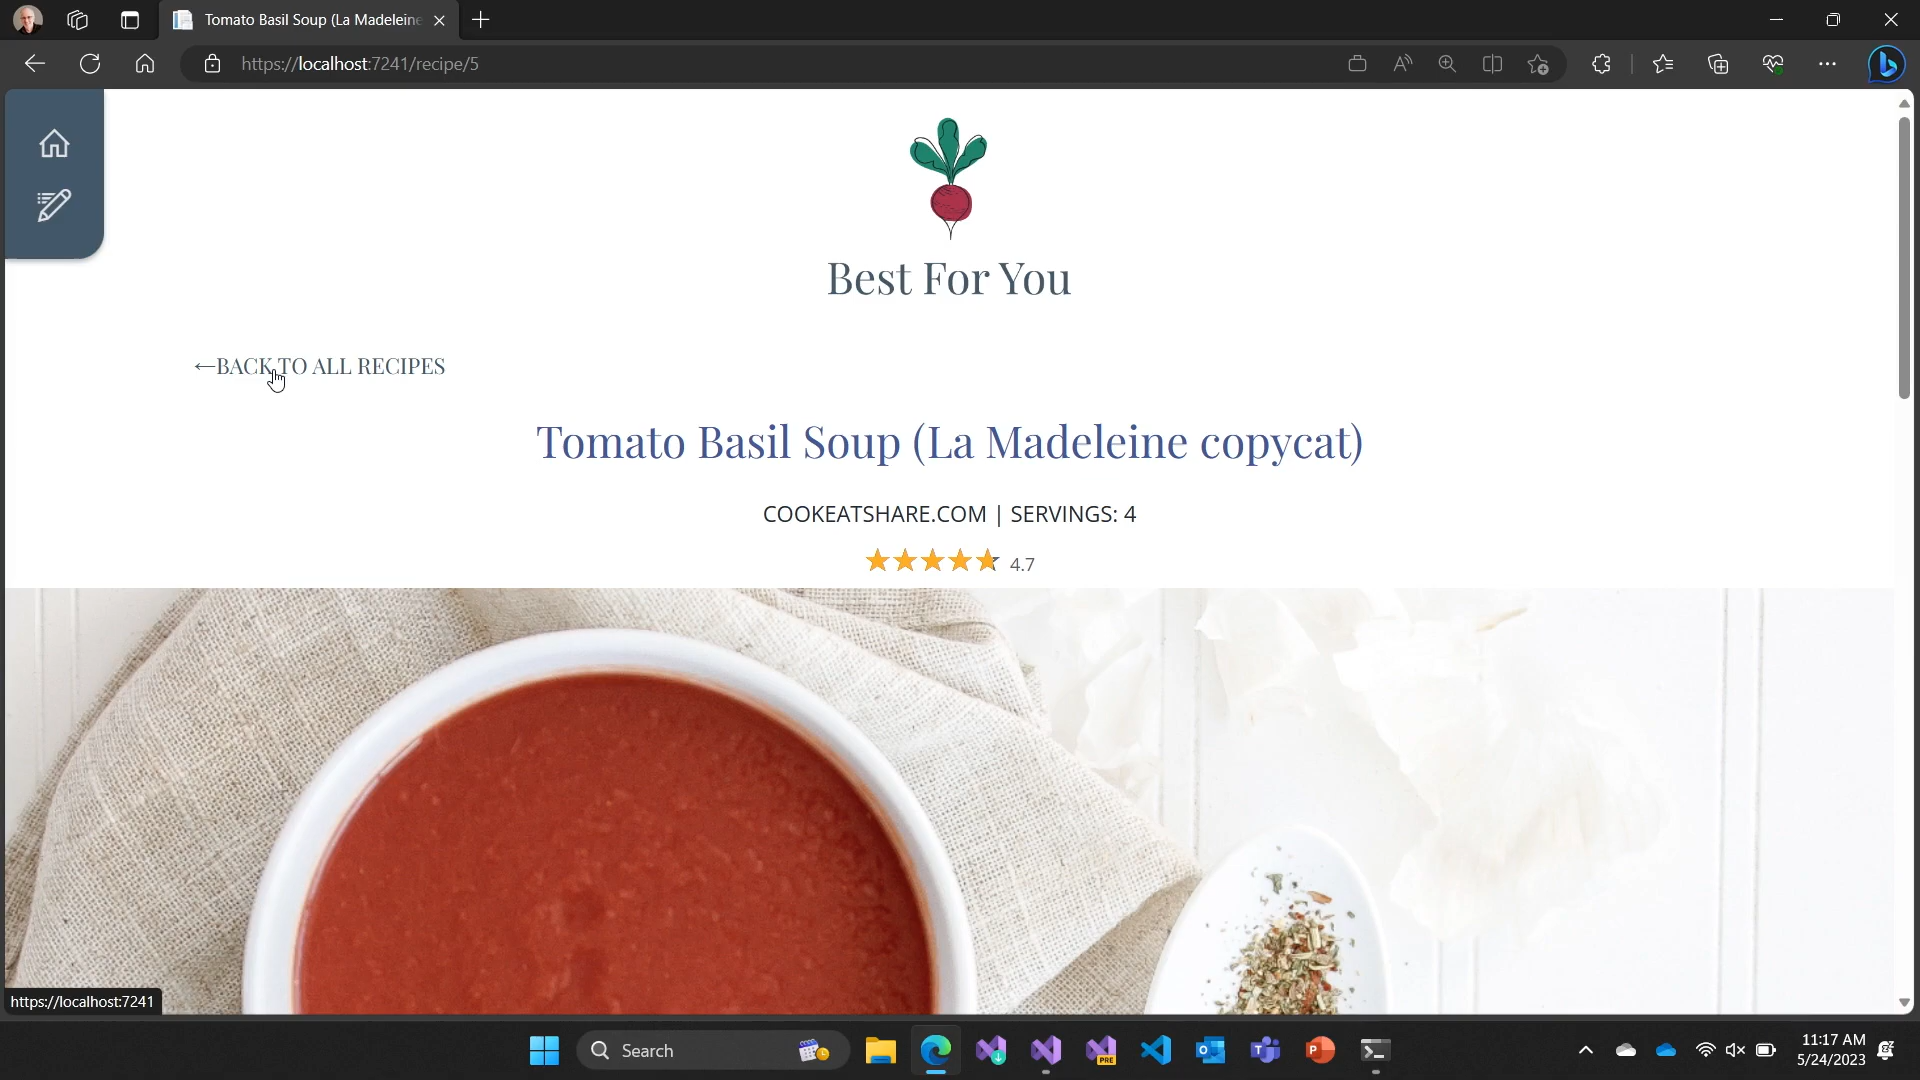 Tomato Basil Soup (La Madeleine
https://localhost:7241/recipe/5
Best For You
←BACK TO ALL RECIPES
Tomato Basil Soup (La Madeleine copycat)
COOKEATSHARE.COM | SERVINGS: 4
4.7
https://localhost:7241
Search
PRE
11:17 AM
5/24/2023